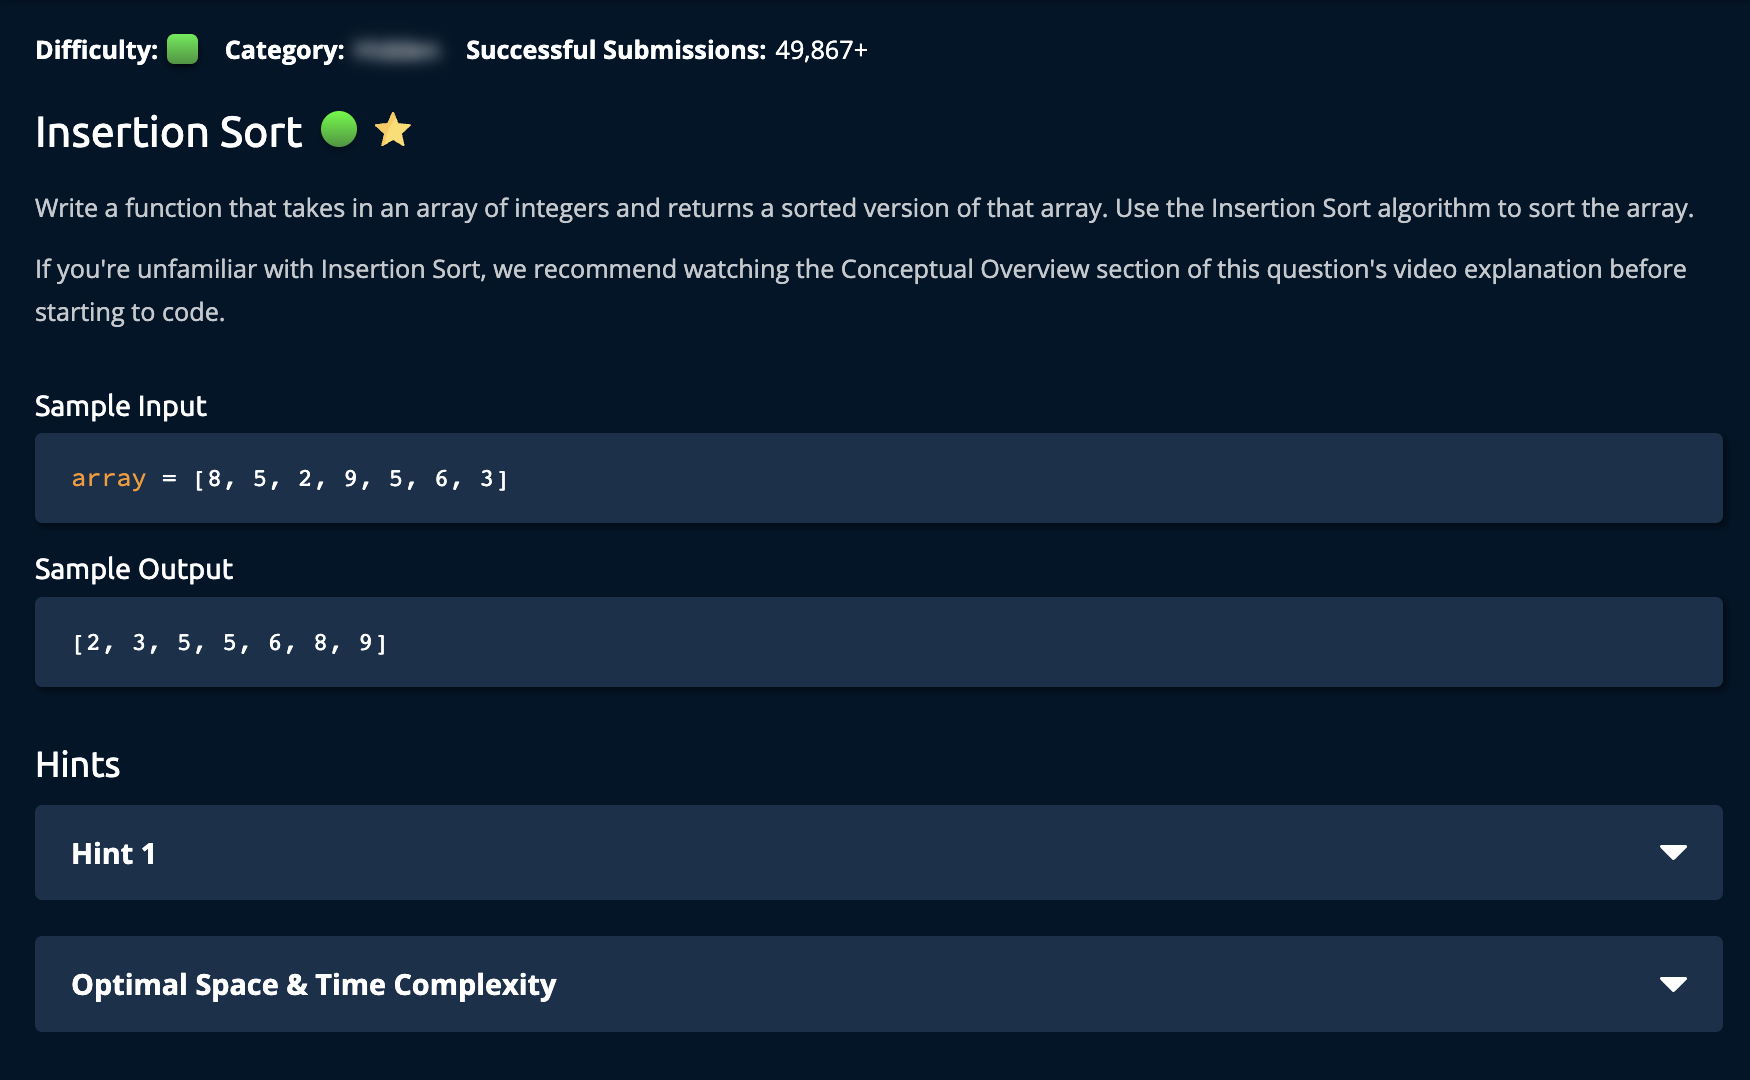 Difficulty: Category: Successful Submissions: 49,867+
Insertion Sort
Write a function that takes in an array of integers and returns a sorted version of that array. Use the Insertion Sort algorithm to sort the array.
If you're unfamiliar with Insertion Sort, we recommend watching the Conceptual Overview section of this question's video explanation before
starting to code.
Sample Input
array = [8, 5, 2, 9, 5, 6, 3]
Sample Output
[2, 3, 5, 5, 6, 8, 9]
Hints
Hint 1
Optimal Space & Time Complexity